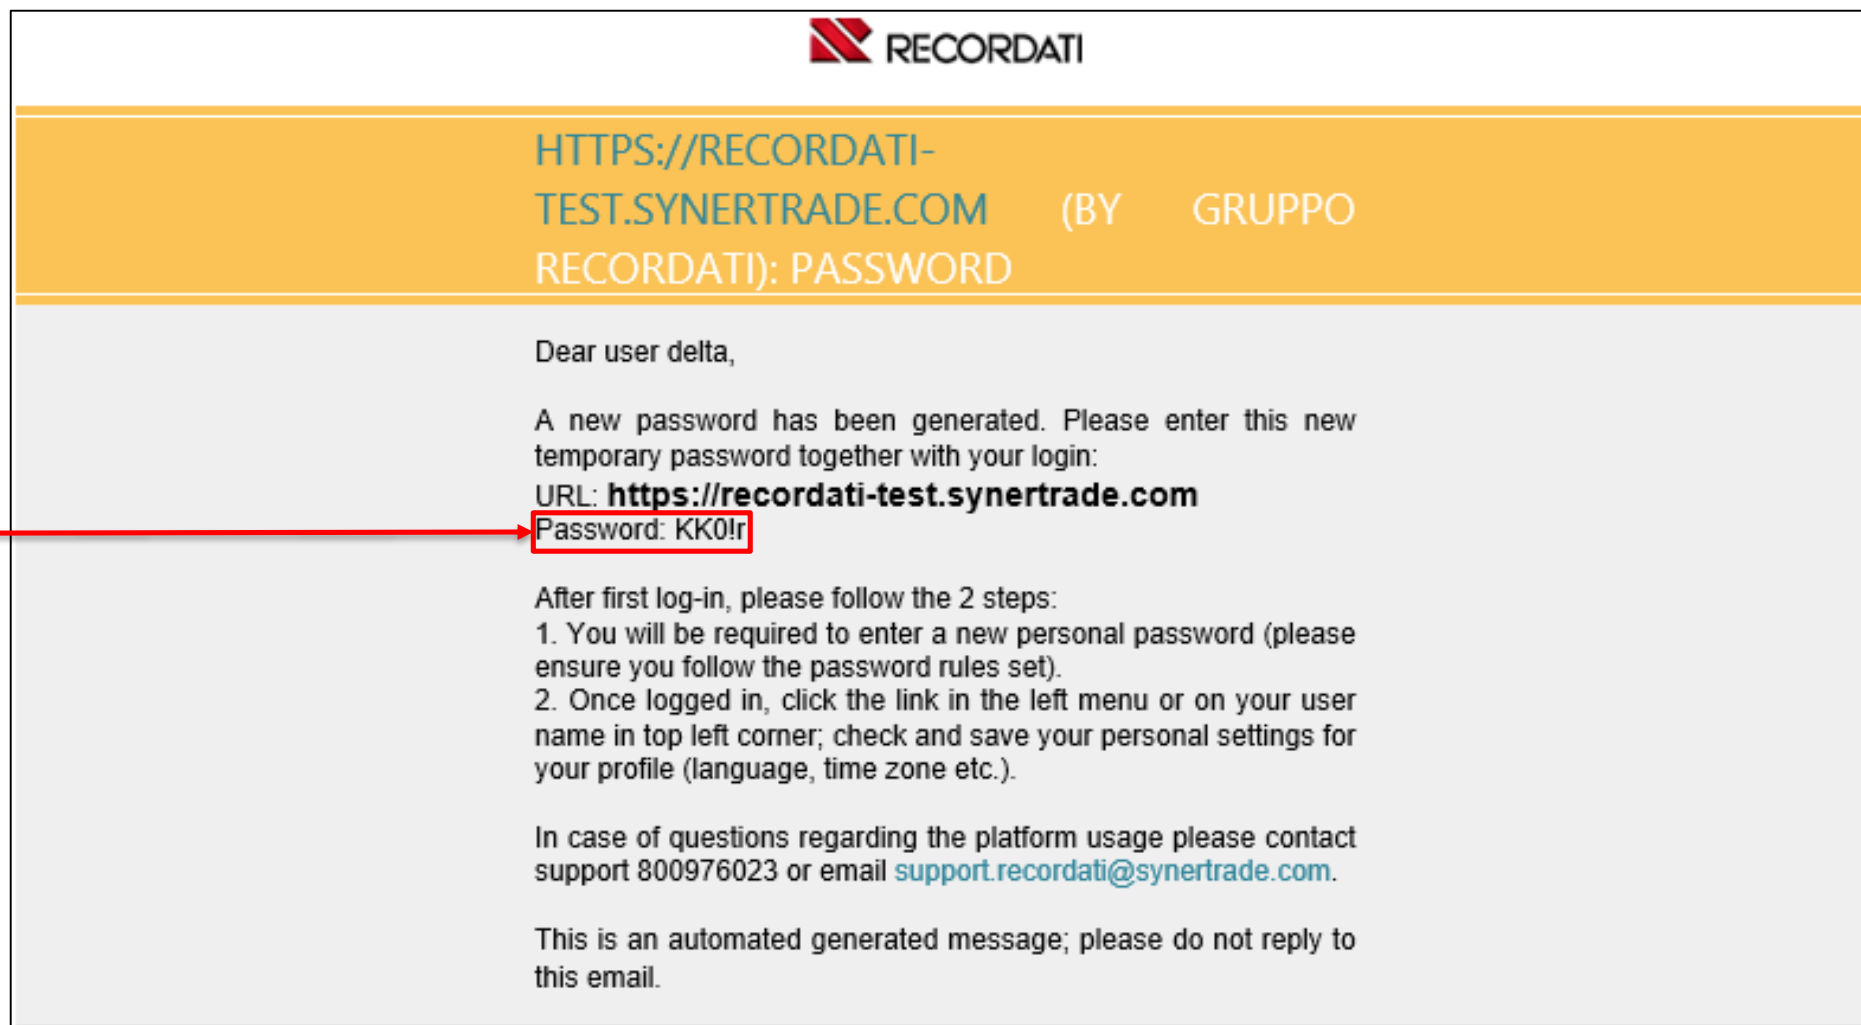 RECORDATI
HTTPS://RECORDATI-
TEST.SYNERTRADE.COM (BY GRUPPO
RECORDATI): PASSWORD
Dear user delta,
A new password has been generated. Please enter this new
temporary password together with your login:
URL: https://recordati-test.synertrade.com
Password: KK0!r
After first log-in, please follow the 2 steps:
1. You will be required to enter a new personal password (please
ensure you follow the password rules set).
2. Once logged in, click the link in the left menu or on your user
name in top left corner; check and save your personal settings for
your profile (language, time zone etc.).
In case of questions regarding the platform usage please contact
support 800976023 or email support.recordati@synertrade.com.
This is an automated generated message; please do not reply to
this email.